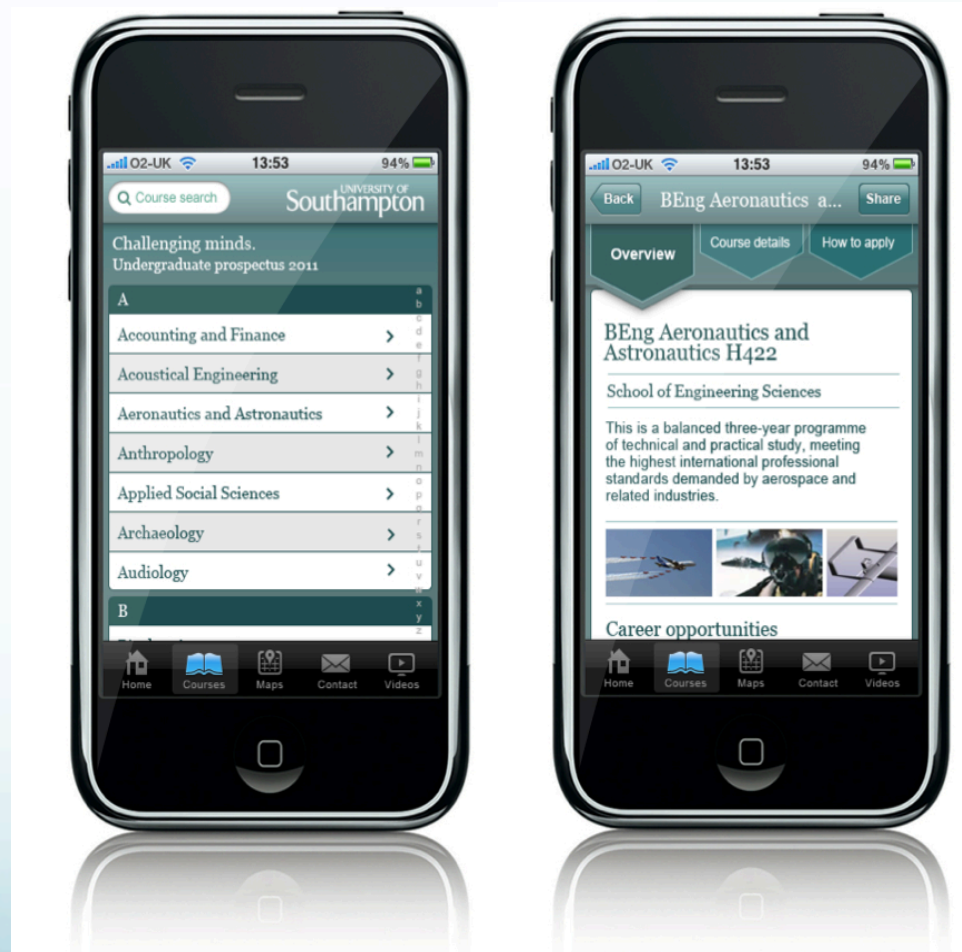 O2-UK 13:53 94%
Course search
UNIVERSITY OF
Southampton
Challenging minds.
Undergraduate prospectus 2011
A
Accounting and Finance
Acoustical Engineering
Aeronautics and Astronautics
Anthropology
Applied Social Sciences
Archaeology
Audiology
B
a
b
c
d
e
f
g
h
i
j
k
l
m
n
o
p
q
r
s
t
u
v
w
x
y
z
Home Courses Maps Contact Videos
O2-UK 13:53 94%
Back BEng Aeronautics a... Share
Overview Course details How to apply
BEng Aeronautics and
Astronautics H422
School of Engineering Sciences
This is a balanced three-year programme
of technical and practical study, meeting
the highest international professional
standards demanded by aerospace and
related industries.
Career opportunities
Home Courses Maps Contact Videos